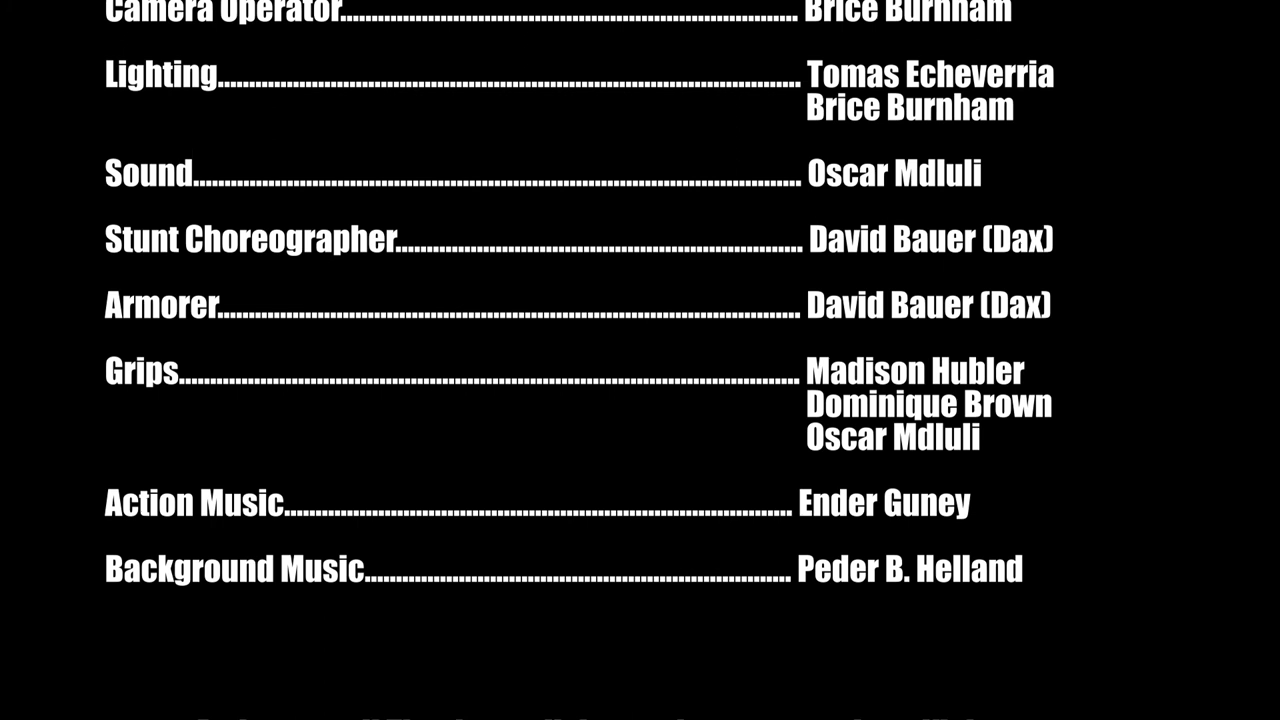 Camera Operator.......................................................................... Brice Burnham
Lighting.............................................................................................. Tomas Echeverria
Brice Burnham
Sound.................................................................................................. Oscar Mdluli
Stunt Choreographer................................................................. David Bauer (Dax)
Armorer.............................................................................................. David Bauer (Dax)
Grips.................................................................................................... Madison Hubler
Dominique Brown
Oscar Mdluli
Action Music.................................................................................. Ender Guney
Background Music..................................................................... Peder B. Helland